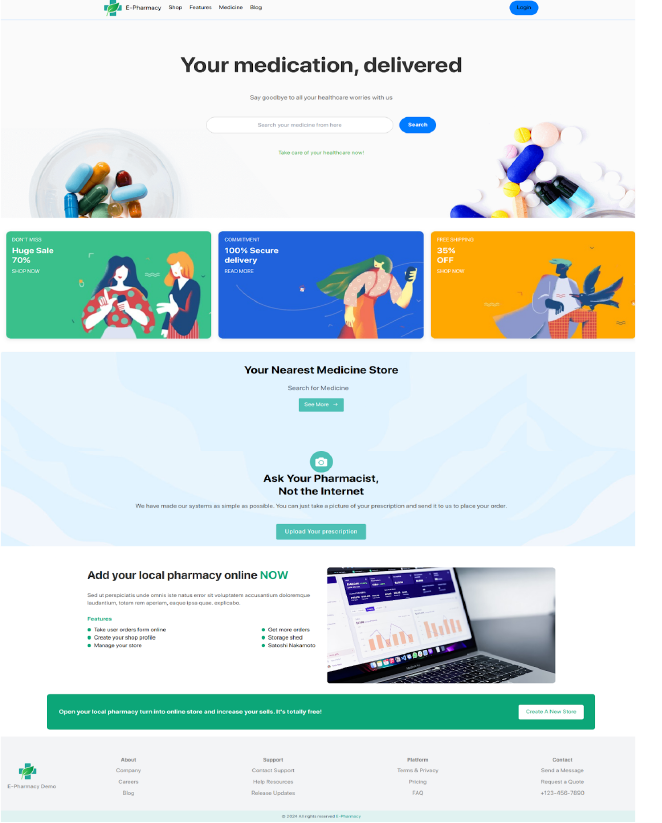 E-Pharmacy Shop Features Medicine Blog Login
Your medication, delivered
Say goodbye to all your healthcare worries with us
Search your medicine from here Search
Take care of your healthcare now!
DON'T MISS
Huge Sale
70%
SHOP NOW
COMMITMENT
100% Secure
delivery
READ MORE
FREE SHIPPING
35%
OFF
SHOP NOW
Your Nearest Medicine Store
Search for Medicine
See More →
Ask Your Pharmacist,
Not the Internet
We have made our systems as simple as possible. You can just take a picture of your prescription and send it to us to place your order.
Upload Your prescription
Add your local pharmacy online NOW
Sed ut perspiciatis unde omnis iste natus error sit voluptatem accusantium doloremque
laudantium, totam rem aperiam, eaque ipsa quae, explicabo.
Features
Take user orders form online
Create your shop profile
Manage your store
Get more orders
Storage shed
Satoshi Nakamoto
Open your local pharmacy turn into online store and increase your sells. It's totally free!
Create A New Store
E-Pharmacy Demo
About
Company
Careers
Blog
Support
Contact Support
Help Resources
Release Updates
Platform
Terms & Privacy
Pricing
FAQ
Contact
Send a Message
Request a Quote
+123-456-7890
© 2024 All rights reserved E-Pharmacy